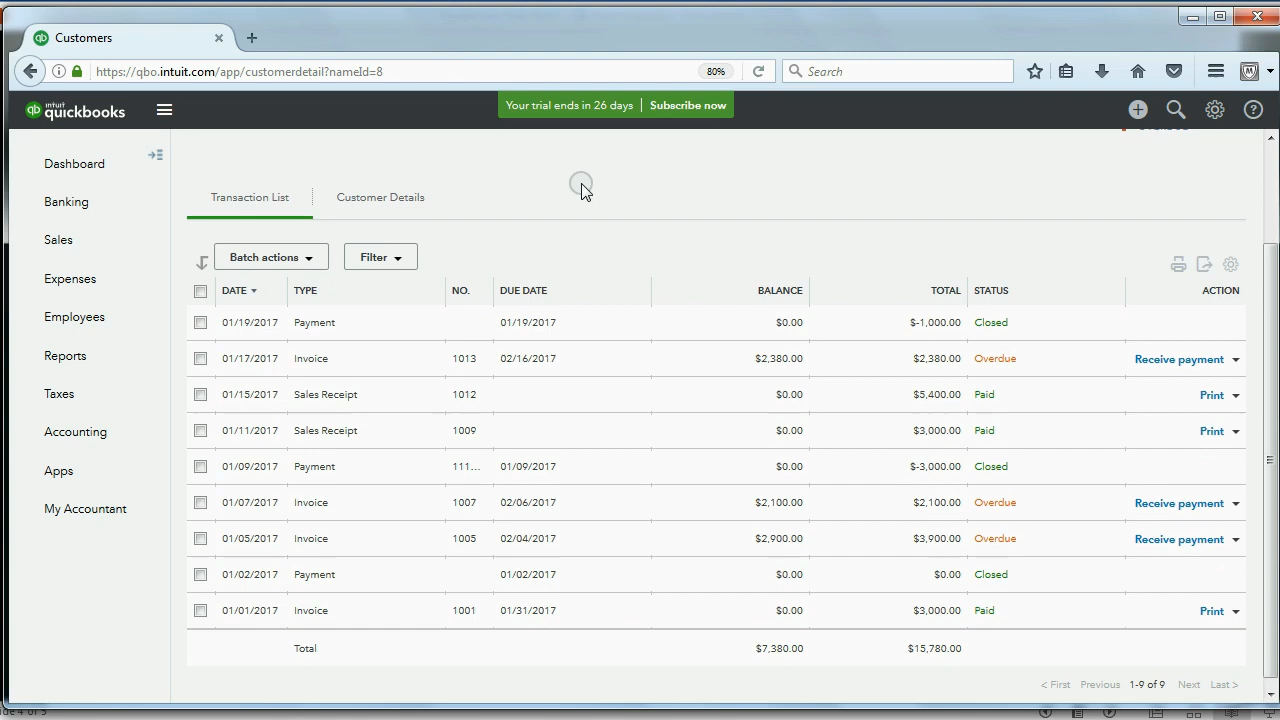 Customers
https://qbo.intuit.com/app/customerdetail?nameId=8 80% Search
intuit quickbooks Your trial ends in 26 days Subscribe now
Dashboard
Banking
Sales
Expenses
Employees
Reports
Taxes
Accounting
Apps
My Accountant
Transaction List Customer Details
Batch actions Filter
DATE TYPE NO. DUE DATE BALANCE TOTAL STATUS ACTION
01/19/2017 Payment 01/19/2017 $0.00 $-1,000.00 Closed
01/17/2017 Invoice 1013 02/16/2017 $2,380.00 $2,380.00 Overdue Receive payment
01/15/2017 Sales Receipt 1012 $0.00 $5,400.00 Paid Print
01/11/2017 Sales Receipt 1009 $0.00 $3,000.00 Paid Print
01/09/2017 Payment 111... 01/09/2017 $0.00 $-3,000.00 Closed
01/07/2017 Invoice 1007 02/06/2017 $2,100.00 $2,100.00 Overdue Receive payment
01/05/2017 Invoice 1005 02/04/2017 $2,900.00 $3,900.00 Overdue Receive payment
01/02/2017 Payment 01/02/2017 $0.00 $0.00 Closed
01/01/2017 Invoice 1001 01/31/2017 $0.00 $3,000.00 Paid Print
Total $7,380.00 $15,780.00
< First Previous 1-9 of 9 Next Last >